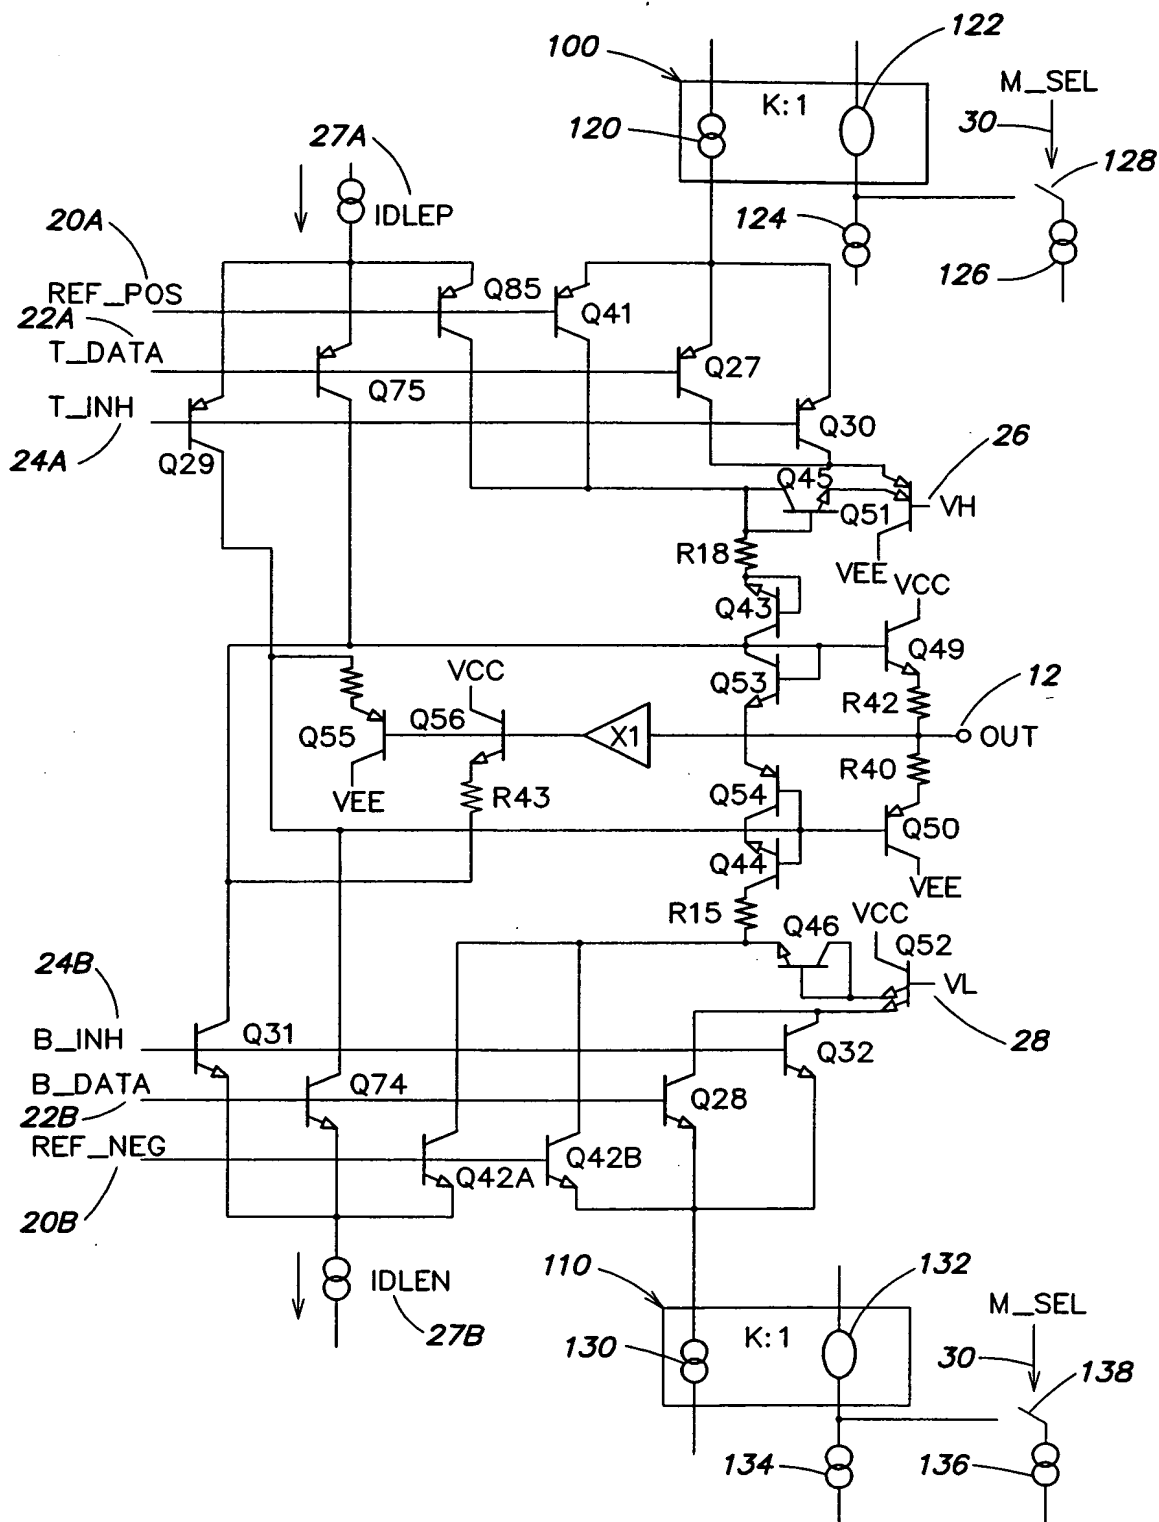 122
100
M_SEL
K:1
120
30
27A
128
IDLEP
124
20A
126
REF_POS
Q85
Q41
22A
T_DATA
Q27
Q75
T_INH
Q30
26
24A
Q29
Q45
Q51
VH
R18
VEE
VCC
Q43
Q49
VCC
Q53
12
R42
Q56
Q55
X1
OUT
R40
VEE
R43
Q54
Q50
Q44
VEE
R15
VCC
Q46
Q52
24B
VL
B_INH
Q31
Q32
28
B_DATA
Q74
Q28
22B
REF_NEG
Q42A
Q42B
20B
110
132
IDLEN
M_SEL
27B
130
K:1
30
138
134
136